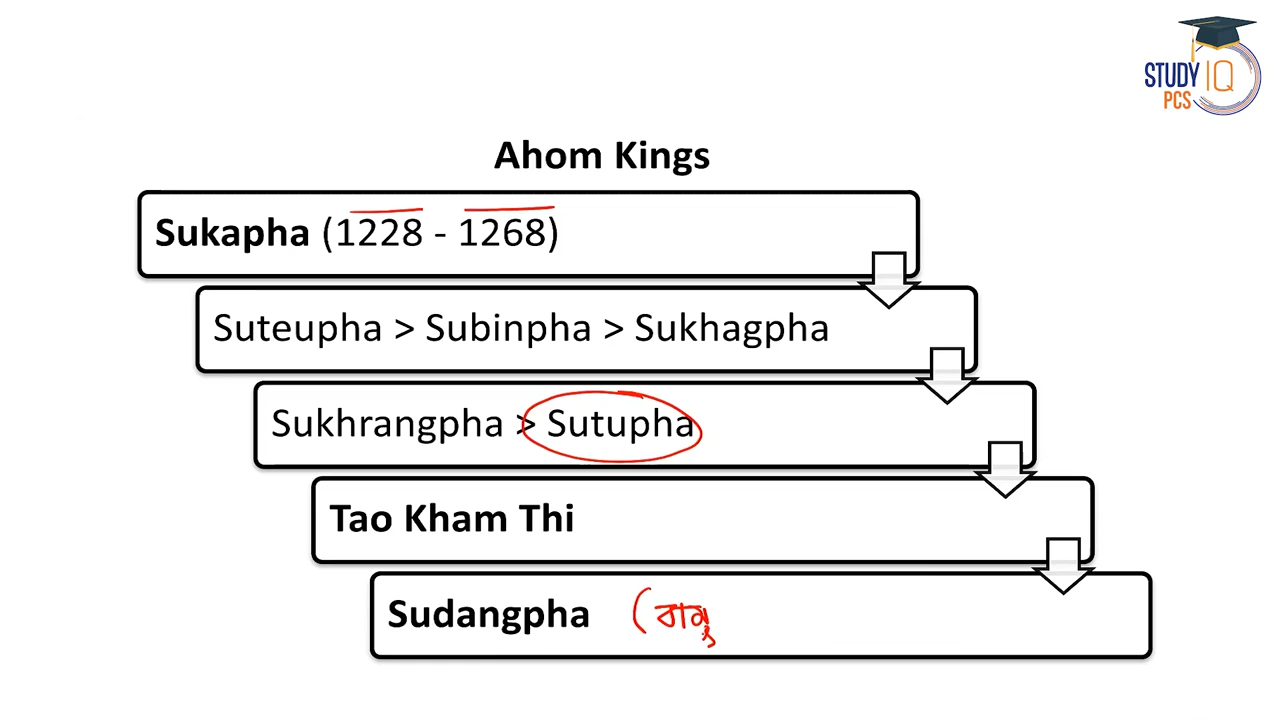 STUDY IQ
PCS
Ahom Kings
Sukapha (1228 - 1268)
Suteupha > Subinpha > Sukhagpha
Sukhrangpha > Sutupha
Tao Kham Thi
Sudangpha (